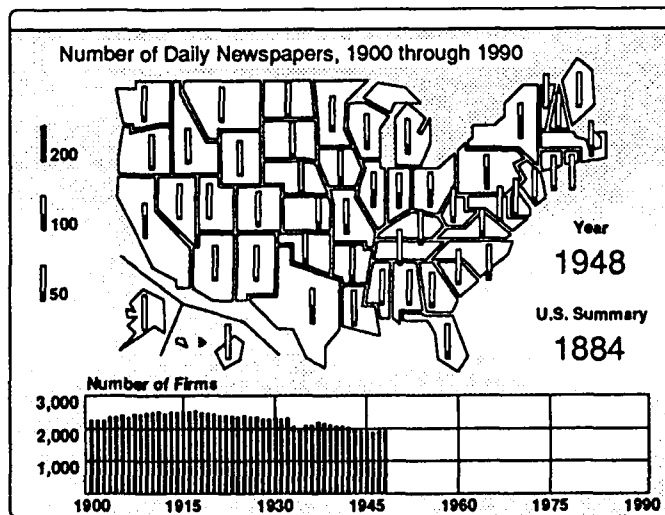 Number of Daily Newspapers, 1900 through 1990
200
100
50
Year
1948
U.S. Summary
1884
Number of Firms
3,000
2,000
1,000
1900 1915 1930 1945 1960 1975 1990